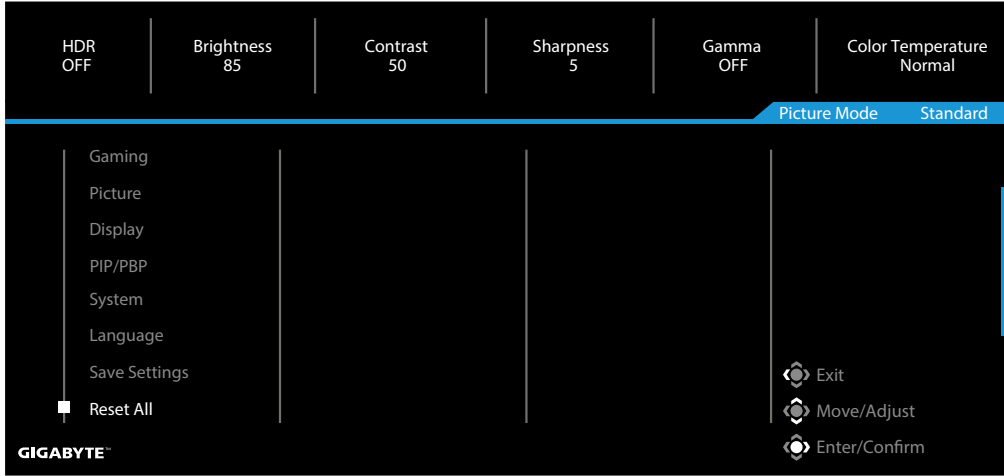 HDR
OFF
Brightness
85
Contrast
50
Sharpness
5
Gamma
OFF
Color Temperature
Normal
Picture Mode Standard
Gaming
Picture
Display
PIP/PBP
System
Language
Save Settings
Reset All
Exit
Move/Adjust
Enter/Confirm
GIGABYTE™